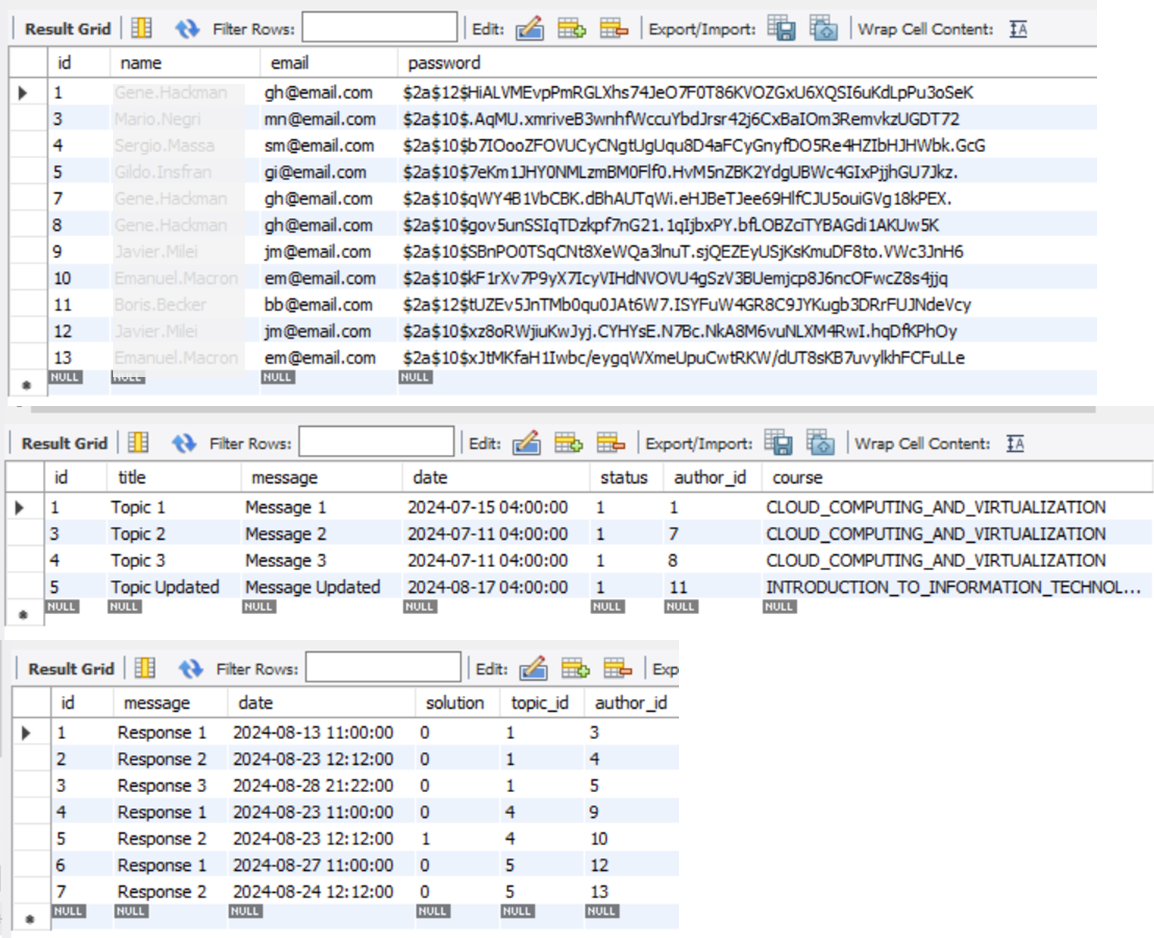 Result Grid Filter Rows: Edit: Export/Import: Wrap Cell Content:
id name email password
1 Gene.Hackman gh@email.com $2a$12$HiALVMEvpPmRGLXhs74JeO7F0T86KVOZGxU6XQSI6uKdLpPu3oSeK
3 Mario.Negri mn@email.com $2a$10$.AqMU.xmriveB3wnhfWccuYbdJrsr42j6CxBaIOm3RemvkzUGDT72
4 Sergio.Massa sm@email.com $2a$10$b7IOooZFOVUCyCNgtUgUqu8D4aFCyGnyfDO5Re4HZIbHJHWbk.GcG
5 Gildo.Insfran gi@email.com $2a$10$7eKm1JHY0NMLzmBM0Flf0.HvM5nZBK2YdgUBWc4GIxPjjhGU7Jkz.
7 Gene.Hackman gh@email.com $2a$10$qWY4B1VbCBK.dBhAUTqWi.eHJBeTJee69HlfCJU5ouiGVg18kPEX.
8 Gene.Hackman gh@email.com $2a$10$gov5unSSIqTDzkpf7nG21.1qIjbxPY.bfLOBZciTYBAGdi1AKUw5K
9 Javier.Milei jm@email.com $2a$10$SBnPO0TSqCNt8XeWQa3lnuT.sjQEZEyUSjKsKmuDF8to.VWc3JnH6
10 Emanuel.Macron em@email.com $2a$10$kF1rXv7P9yX7IcyVIHdNVOVU4gSzV3BUemjcp8J6ncOFwcZ8s4jjq
11 Boris.Becker bb@email.com $2a$12$tUZEv5JnTMb0qu0JAt6W7.ISYFuW4GR8C9JYKugb3DRrFUJNdeVcy
12 Javier.Milei jm@email.com $2a$10$xz8oRWjiuKwJyj.CYHYsE.N7Bc.NkA8M6vuNLXM4RwI.hqDfKPhOy
13 Emanuel.Macron em@email.com $2a$10$xJtMKfaH1Iwbc/eygqWXmeUpuCwtRKW/dUT8sKB7uvylkhFCFuLLe
NULL NULL NULL NULL
Result Grid Filter Rows: Edit: Export/Import: Wrap Cell Content:
id title message date status author_id course
1 Topic 1 Message 1 2024-07-15 04:00:00 1 1 CLOUD_COMPUTING_AND_VIRTUALIZATION
3 Topic 2 Message 2 2024-07-11 04:00:00 1 7 CLOUD_COMPUTING_AND_VIRTUALIZATION
4 Topic 3 Message 3 2024-07-11 04:00:00 1 8 CLOUD_COMPUTING_AND_VIRTUALIZATION
5 Topic Updated Message Updated 2024-08-17 04:00:00 1 11 INTRODUCTION_TO_INFORMATION_TECHNOL...
NULL NULL NULL NULL NULL NULL NULL
Result Grid Filter Rows: Edit: Exp
id message date solution topic_id author_id
1 Response 1 2024-08-13 11:00:00 0 1 3
2 Response 2 2024-08-23 12:12:00 0 1 4
3 Response 3 2024-08-28 21:22:00 0 1 5
4 Response 1 2024-08-23 11:00:00 0 4 9
5 Response 2 2024-08-23 12:12:00 1 4 10
6 Response 1 2024-08-27 11:00:00 0 5 12
7 Response 2 2024-08-24 12:12:00 0 5 13
NULL NULL NULL NULL NULL NULL